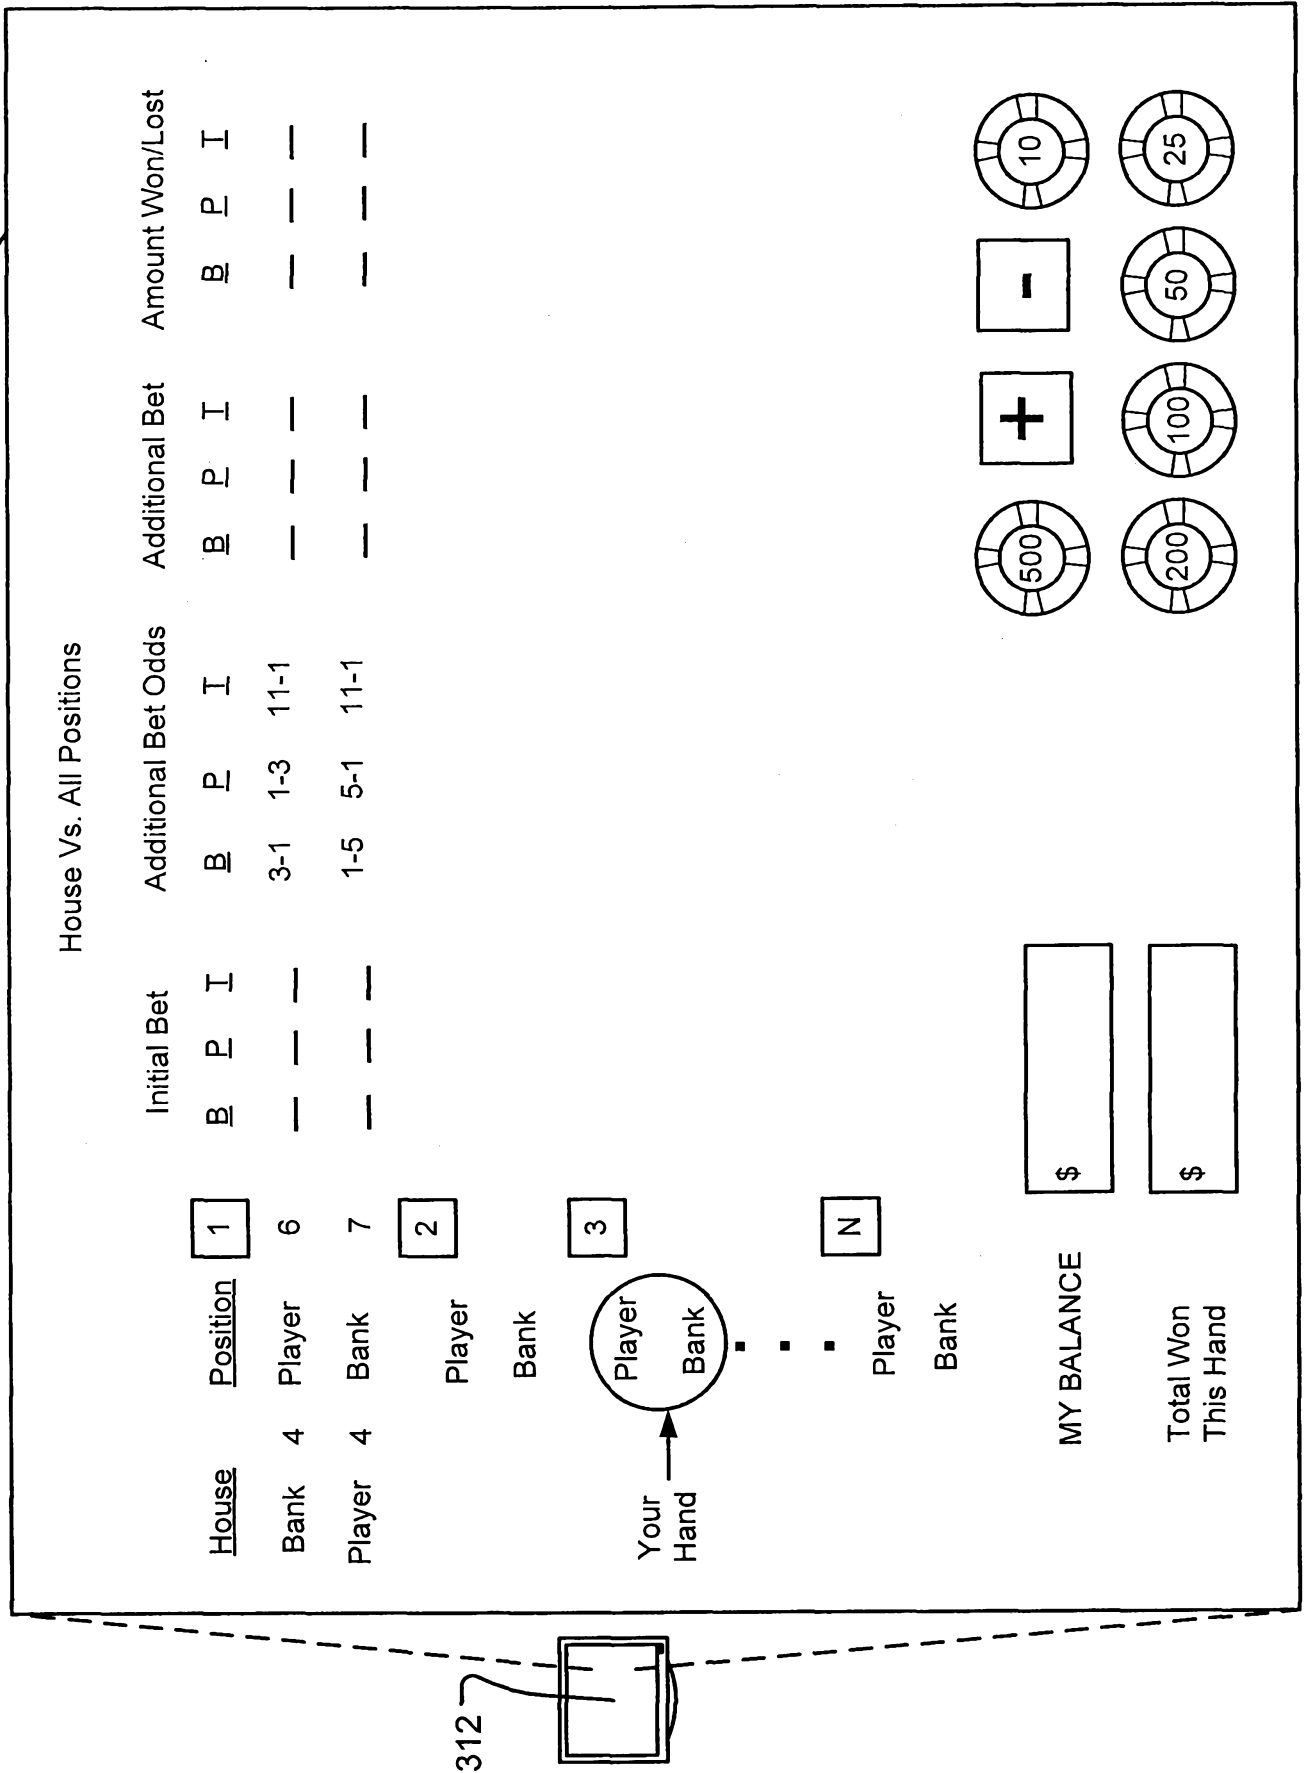 House Vs. All Positions
Initial Bet Additional Bet Odds Additional Bet Amount Won/Lost
House Position 1 B P T B P T B P T B P T
Bank 4 Player 6 — — — 3-1 1-3 11-1 — — — — — —
Player 4 Bank 7 — — — 1-5 5-1 11-1 — — — — — —
2
Player
Bank
3
Your
Hand
Player
Bank
N
Player
Bank
MY BALANCE $
500 + - 10
Total Won
This Hand
$
200 100 50 25
312